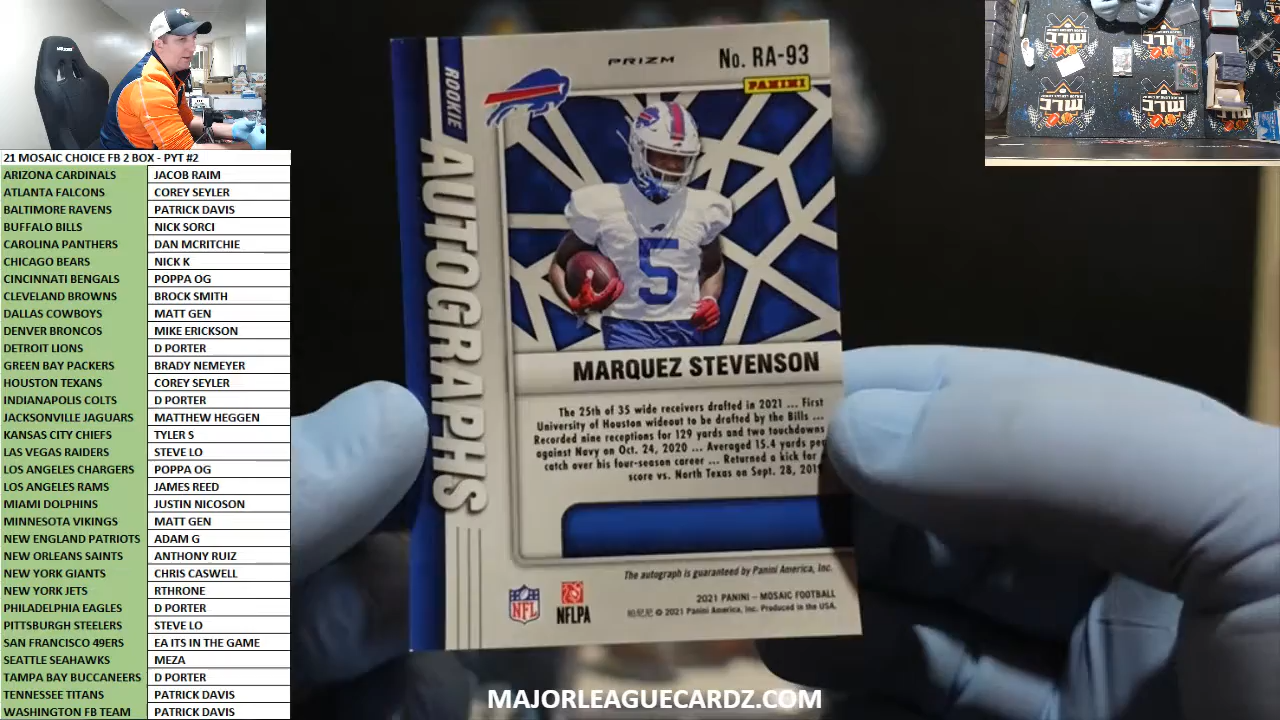 21 MOSAIC CHOICE FB 2 BOX - PYT #2
ARIZONA CARDINALS JACOB RAIM
ATLANTA FALCONS COREY SEYLER
BALTIMORE RAVENS PATRICK DAVIS
BUFFALO BILLS NICK SORCI
CAROLINA PANTHERS DAN MCRITCHIE
CHICAGO BEARS NICK K
CINCINNATI BENGALS POPPA OG
CLEVELAND BROWNS BROCK SMITH
DALLAS COWBOYS MATT GEN
DENVER BRONCOS MIKE ERICKSON
DETROIT LIONS D PORTER
GREEN BAY PACKERS BRADY NEMEYER
HOUSTON TEXANS COREY SEYLER
INDIANAPOLIS COLTS D PORTER
JACKSONVILLE JAGUARS MATTHEW HEGGEN
KANSAS CITY CHIEFS TYLER S
LAS VEGAS RAIDERS STEVE LO
LOS ANGELES CHARGERS POPPA OG
LOS ANGELES RAMS JAMES REED
MIAMI DOLPHINS JUSTIN NICOSON
MINNESOTA VIKINGS MATT GEN
NEW ENGLAND PATRIOTS ADAM G
NEW ORLEANS SAINTS ANTHONY RUIZ
NEW YORK GIANTS CHRIS CASWELL
NEW YORK JETS RTHRONE
PHILADELPHIA EAGLES D PORTER
PITTSBURGH STEELERS STEVE LO
SAN FRANCISCO 49ERS EA ITS IN THE GAME
SEATTLE SEAHAWKS MEZA
TAMPA BAY BUCCANEERS D PORTER
TENNESSEE TITANS PATRICK DAVIS
WASHINGTON FB TEAM PATRICK DAVIS
PRIZM No. RA-93
PANINI
ROOKIE
AUTOGRAPHS
5
MARQUEZ STEVENSON
The 25th of 35 wide receivers drafted in 2021 ... First
University of Houston wideout to be drafted by the Bills ...
Recorded nine receptions for 129 yards and two touchdowns
against Navy on Oct. 24, 2020 ... Averaged 15.4 yards per
catch over his four-season career ... Returned a kick for
score vs. North Texas on Sept. 28, 2019
The autograph is guaranteed by Panini America, Inc.
NFL
NFLPA
2021 PANINI – MOSAIC FOOTBALL
© 2021 Panini America, Inc. Produced in the USA.
MLC
MLC
MLC
MLC
MAJORLEAGUECARDZ.COM